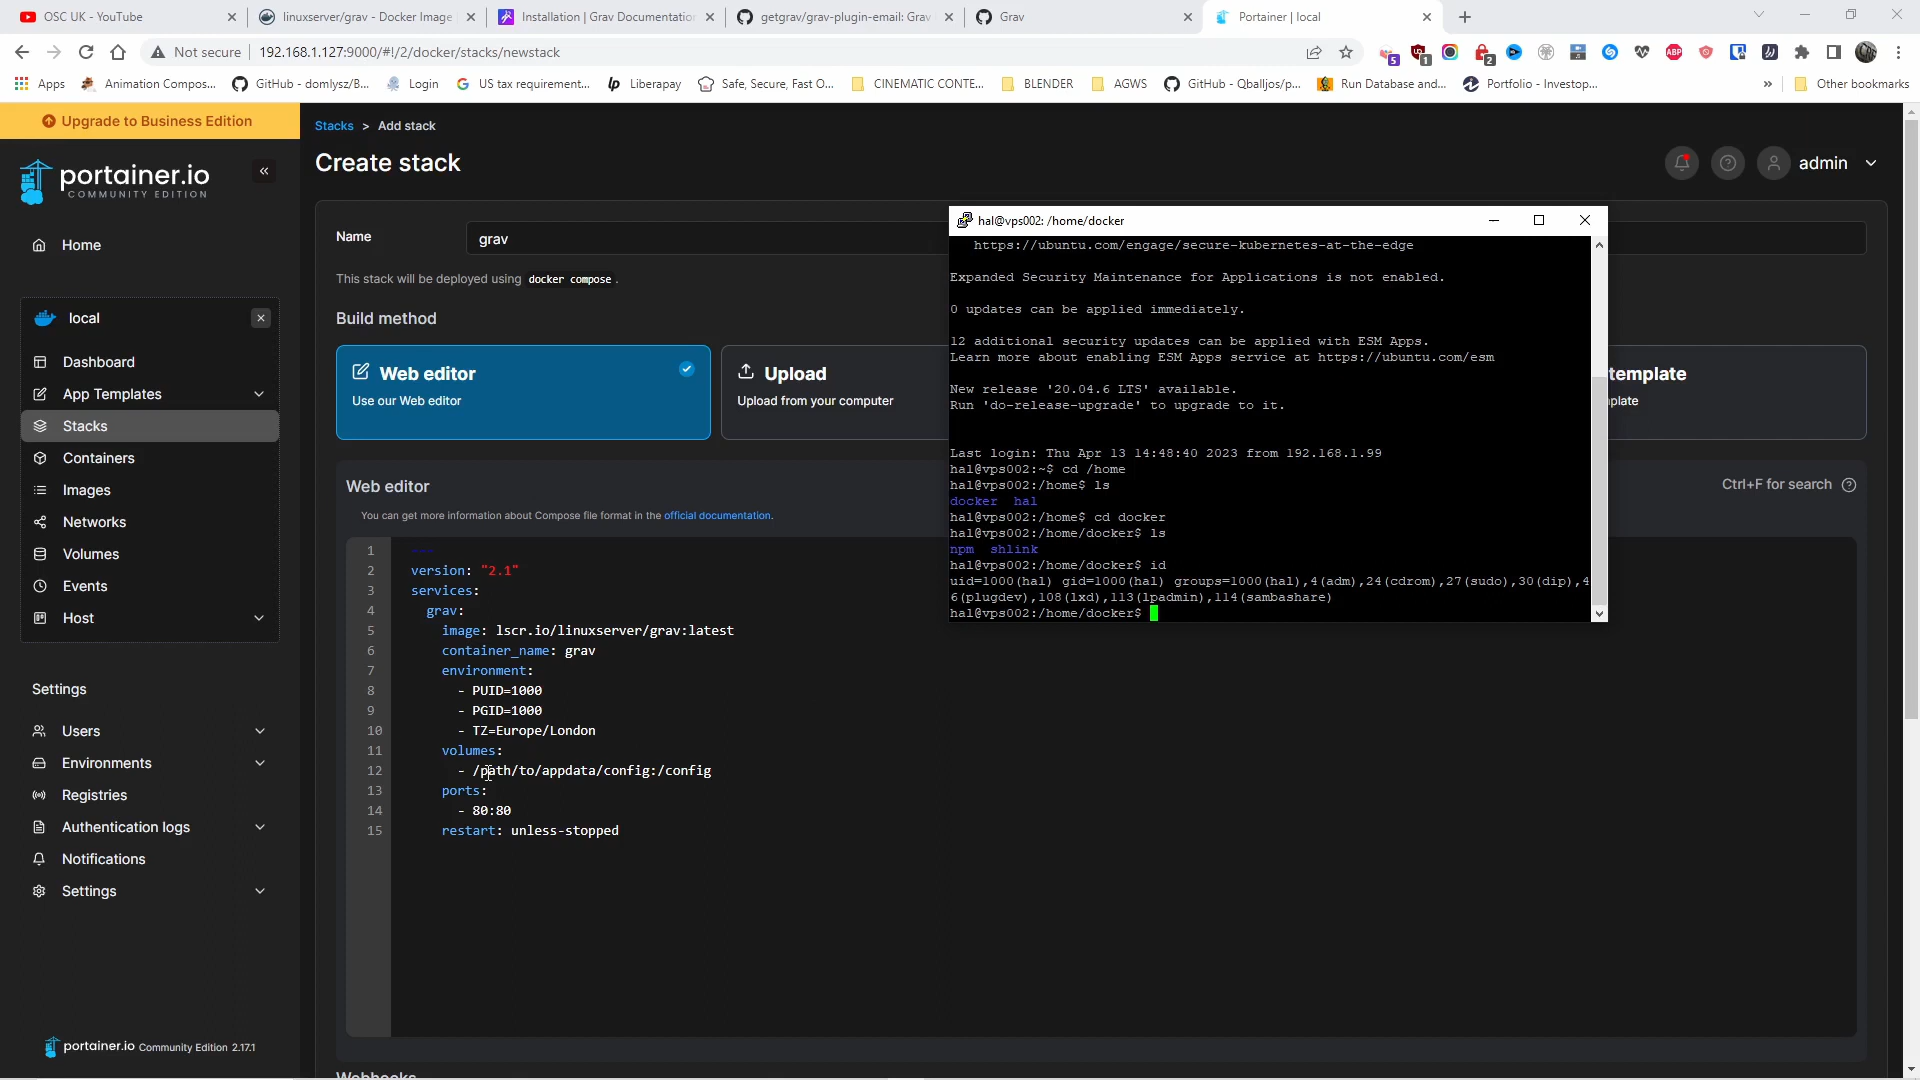 OSC UK - YouTube
linuxserver/grav - Docker Image
Installation | Grav Documentation
getgrav/grav-plugin-email: Grav
Grav
Portainer | local
Not secure
192.168.1.127:9000/#!/2/docker/stacks/newstack
5
1
2
ABP
Apps
Animation Compos...
GitHub - domlysz/B...
Login
US tax requirement...
Liberapay
Safe, Secure, Fast O...
CINEMATIC CONTE...
BLENDER
AGWS
GitHub - Qballjos/p...
Run Database and...
Portfolio - Investop...
»
Other bookmarks
Upgrade to Business Edition
portainer.io
COMMUNITY EDITION
Home
local
Dashboard
App Templates
Stacks
Containers
Images
Networks
Volumes
Events
Host
Settings
Users
Environments
Registries
Authentication logs
Notifications
Settings
portainer.io Community Edition 2.17.1
Stacks > Add stack
Create stack
admin
Name
grav
This stack will be deployed using docker compose .
Build method
Web editor
Use our Web editor
Upload
Upload from your computer
template
plate
Web editor
Ctrl+F for search
You can get more information about Compose file format in the official documentation.
1 ---
2 version: "2.1"
3 services:
4 grav:
5 image: lscr.io/linuxserver/grav:latest
6 container_name: grav
7 environment:
8 - PUID=1000
9 - PGID=1000
10 - TZ=Europe/London
11 volumes:
12 - /path/to/appdata/config:/config
13 ports:
14 - 80:80
15 restart: unless-stopped
Webhooks
hal@vps002: /home/docker
https://ubuntu.com/engage/secure-kubernetes-at-the-edge
Expanded Security Maintenance for Applications is not enabled.
0 updates can be applied immediately.
12 additional security updates can be applied with ESM Apps.
Learn more about enabling ESM Apps service at https://ubuntu.com/esm
New release '20.04.6 LTS' available.
Run 'do-release-upgrade' to upgrade to it.
Last login: Thu Apr 13 14:48:40 2023 from 192.168.1.99
hal@vps002:~$ cd /home
hal@vps002:/home$ ls
docker hal
hal@vps002:/home$ cd docker
hal@vps002:/home/docker$ ls
npm shlink
hal@vps002:/home/docker$ id
uid=1000(hal) gid=1000(hal) groups=1000(hal),4(adm),24(cdrom),27(sudo),30(dip),4
6(plugdev),108(lxd),113(lpadmin),114(sambashare)
hal@vps002:/home/docker$